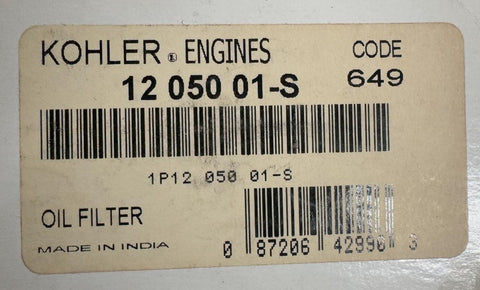 KOHLER® ENGINES
CODE
12 050 01-S
649
1P12 050 01-S
OIL FILTER
MADE IN INDIA
0 87206 42996 3